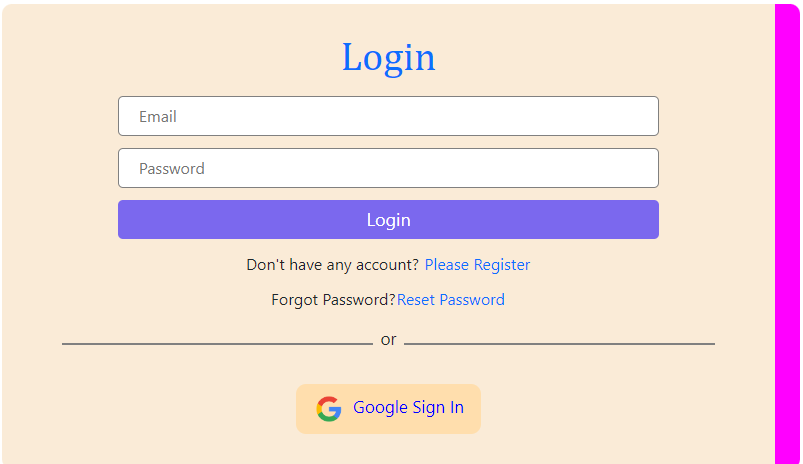 Login
Email
Password
Login
Don't have any account? Please Register
Forgot Password?Reset Password
or
Google Sign In